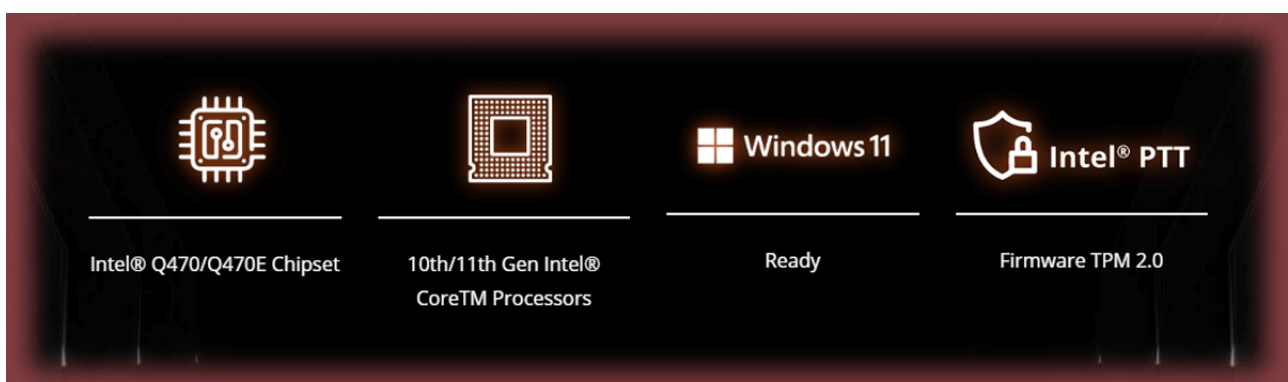 Windows 11
Intel® PTT
Intel® Q470/Q470E Chipset
10th/11th Gen Intel®
CoreTM Processors
Ready
Firmware TPM 2.0